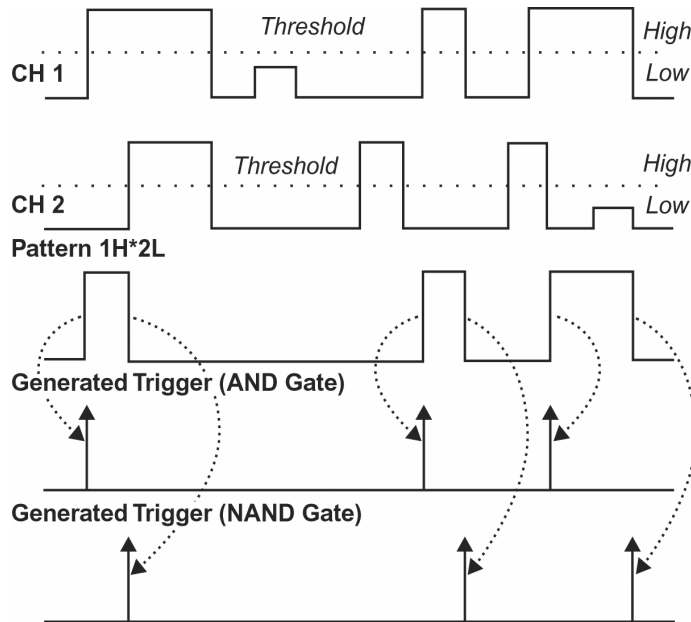 Threshold
High
CH 1
Low
Threshold
High
CH 2
Low
Pattern 1H*2L
Generated Trigger (AND Gate)
Generated Trigger (NAND Gate)